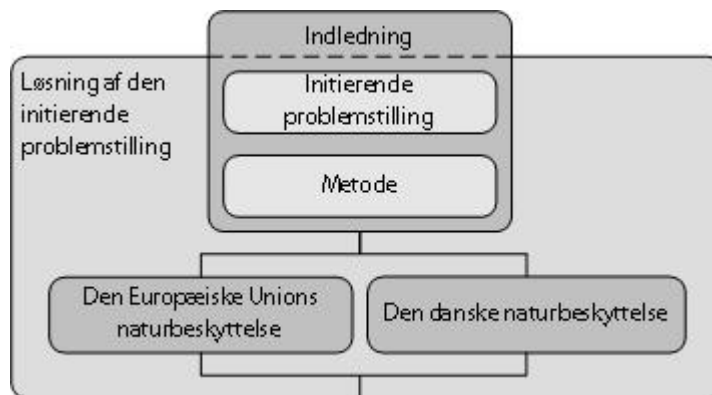 Indledning
Løsning af den
initierende
problemstilling
Initierende
problemstilling
Metode
Den Europæiske Unions
naturbeskyttelse
Den danske naturbeskyttelse